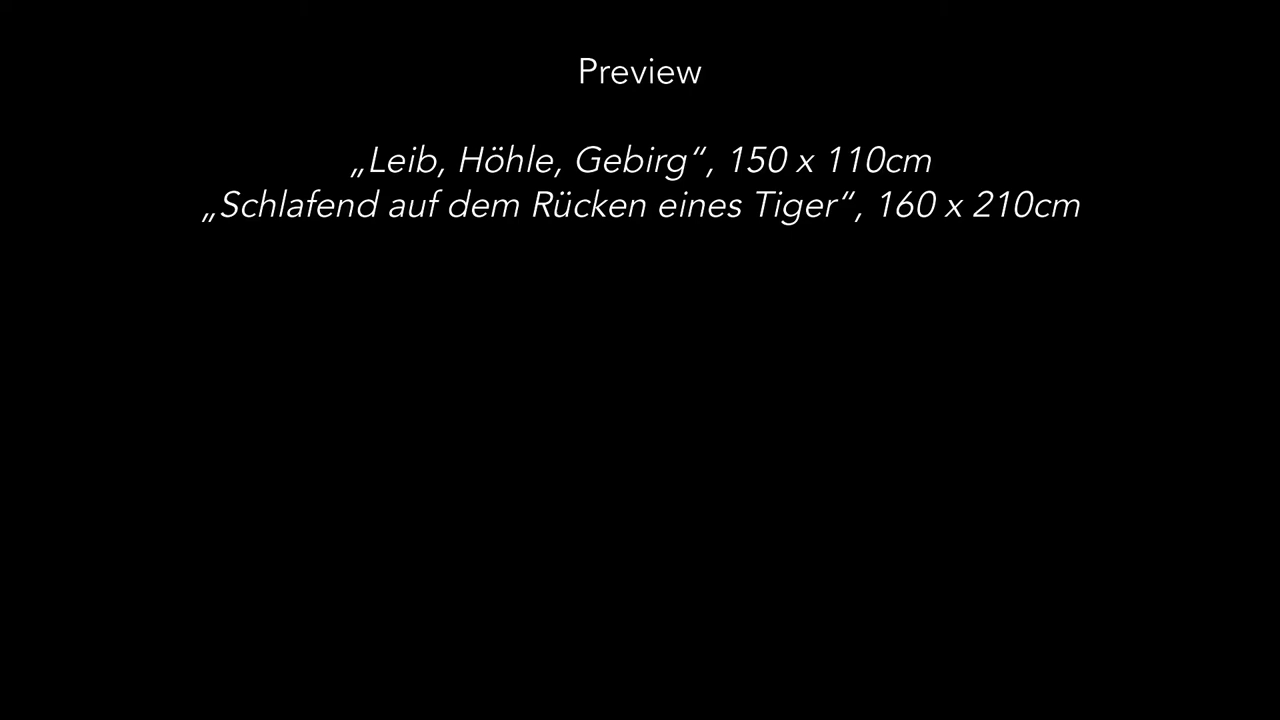 Preview
„Leib, Höhle, Gebirg“, 150 x 110cm
„Schlafend auf dem Rücken eines Tiger“, 160 x 210cm